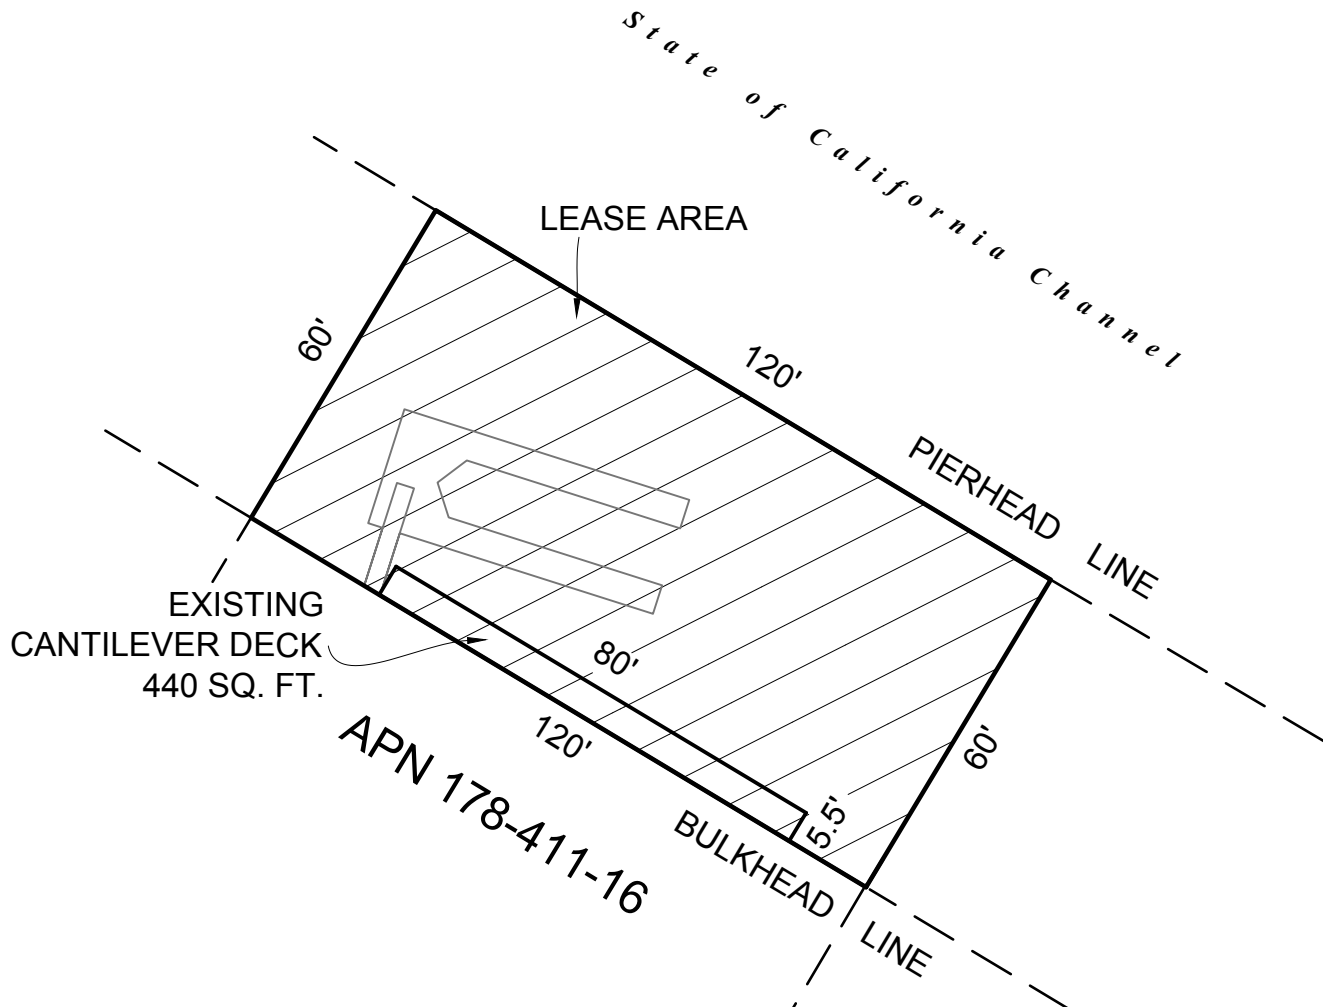 State of California Channel
LEASE AREA
60'
120'
PIERHEAD LINE
EXISTING
CANTILEVER DECK
440 SQ. FT.
80'
120'
60'
5.5'
APN 178-411-16
BULKHEAD LINE